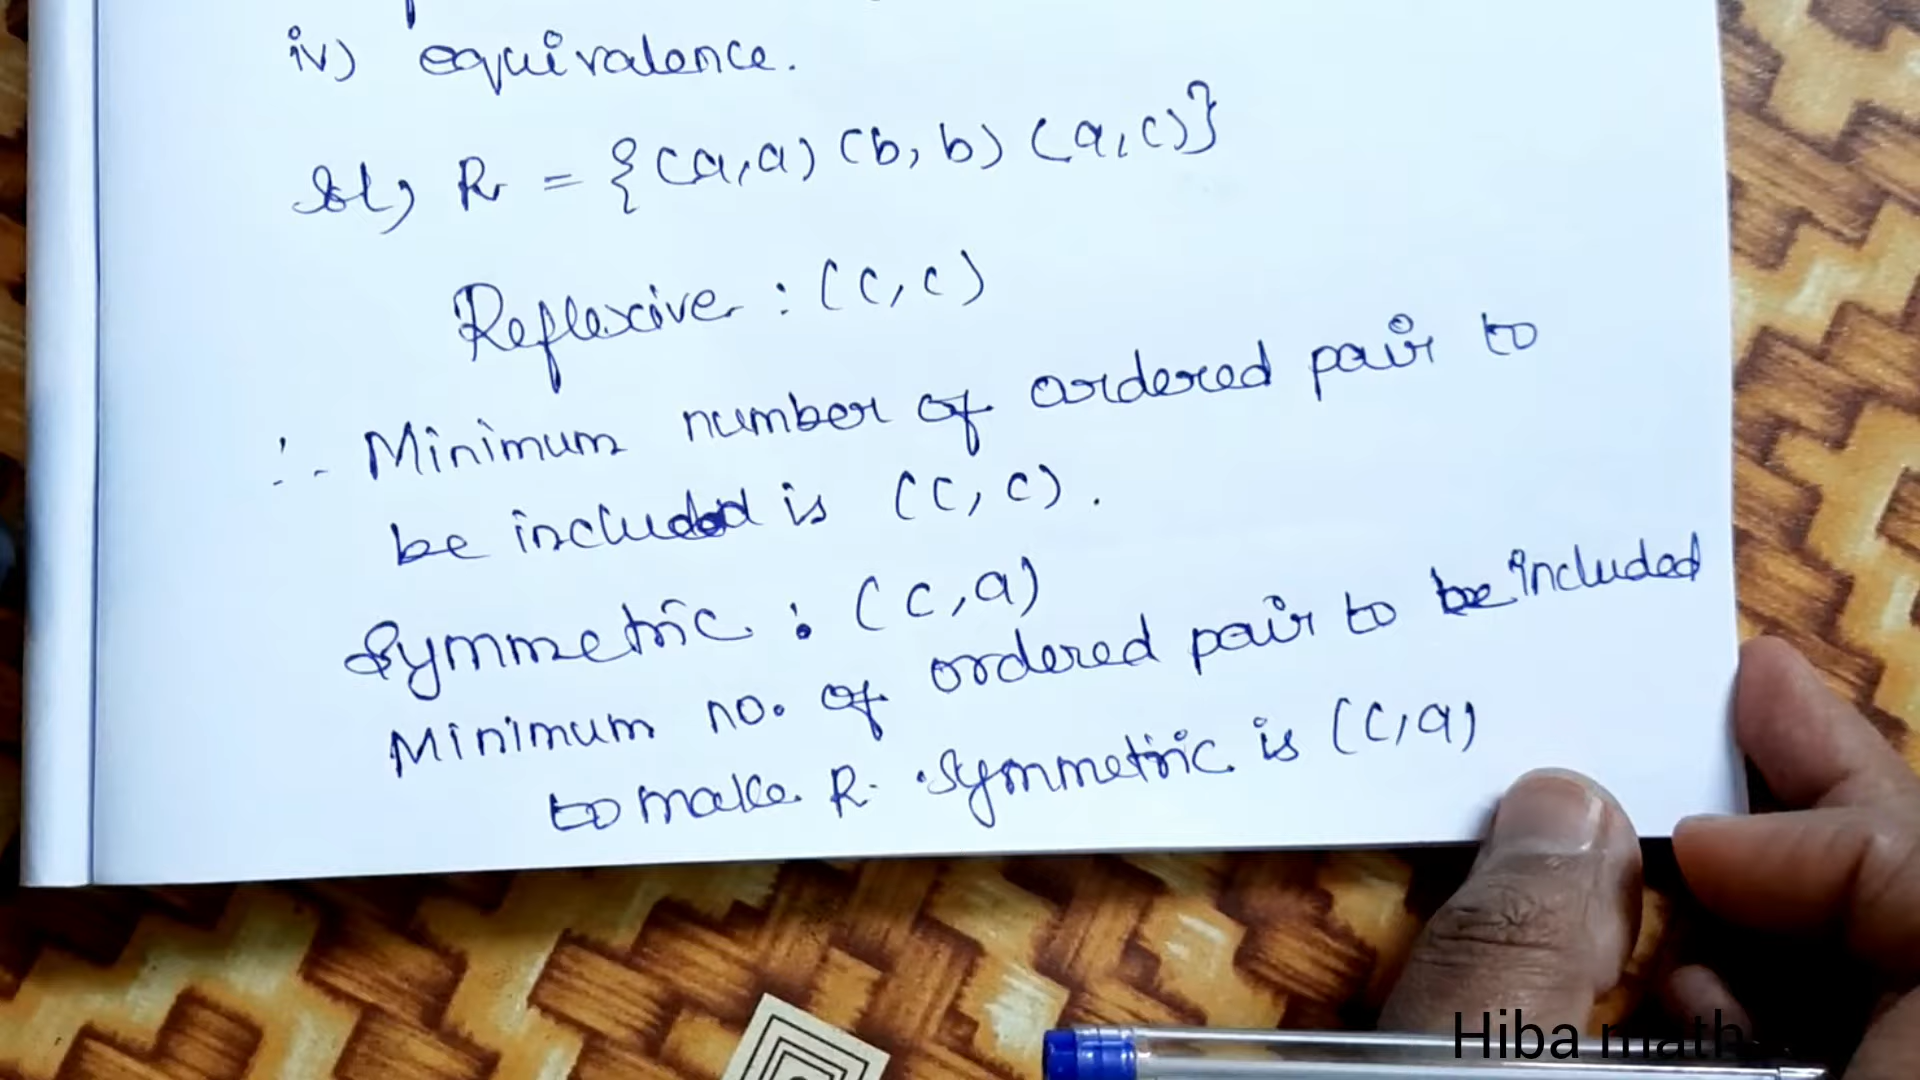 iv) equivalence.
Sol, R = {(a,a) (b,b) (a,c)}
Reflexive : (c,c)
∴ Minimum number of ordered pair to
be included is (c,c).
Symmetric : (c,a)
Minimum no. of ordered pair to be included
to make R symmetric is (c,a)
Hiba math